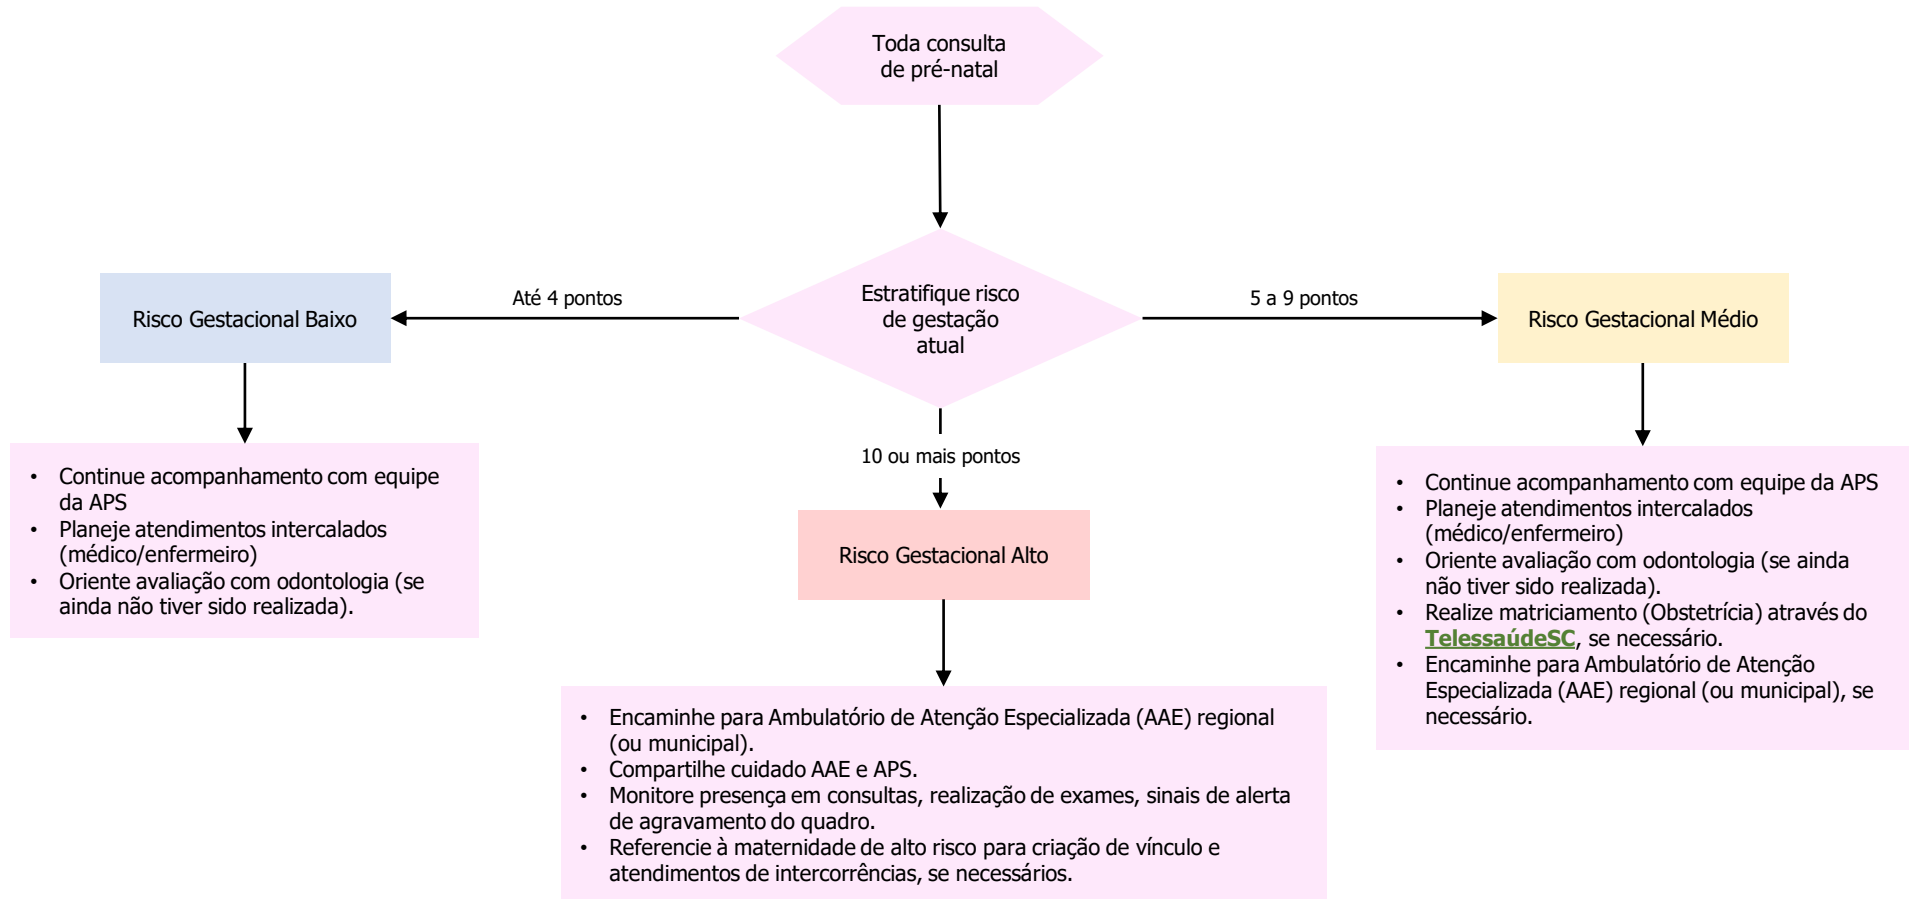 Toda consulta
de pré-natal
Estratifique risco
de gestação
atual
Até 4 pontos
Risco Gestacional Baixo
• Continue acompanhamento com equipe
da APS
• Planeje atendimentos intercalados
(médico/enfermeiro)
• Oriente avaliação com odontologia (se
ainda não tiver sido realizada).
10 ou mais pontos
Risco Gestacional Alto
• Encaminhe para Ambulatório de Atenção Especializada (AAE) regional
(ou municipal).
• Compartilhe cuidado AAE e APS.
• Monitore presença em consultas, realização de exames, sinais de alerta
de agravamento do quadro.
• Referencie à maternidade de alto risco para criação de vínculo e
atendimentos de intercorrências, se necessários.
5 a 9 pontos
Risco Gestacional Médio
• Continue acompanhamento com equipe da APS
• Planeje atendimentos intercalados
(médico/enfermeiro)
• Oriente avaliação com odontologia (se ainda
não tiver sido realizada).
• Realize matriciamento (Obstetrícia) através do
TelessaúdeSC, se necessário.
• Encaminhe para Ambulatório de Atenção
Especializada (AAE) regional (ou municipal), se
necessário.